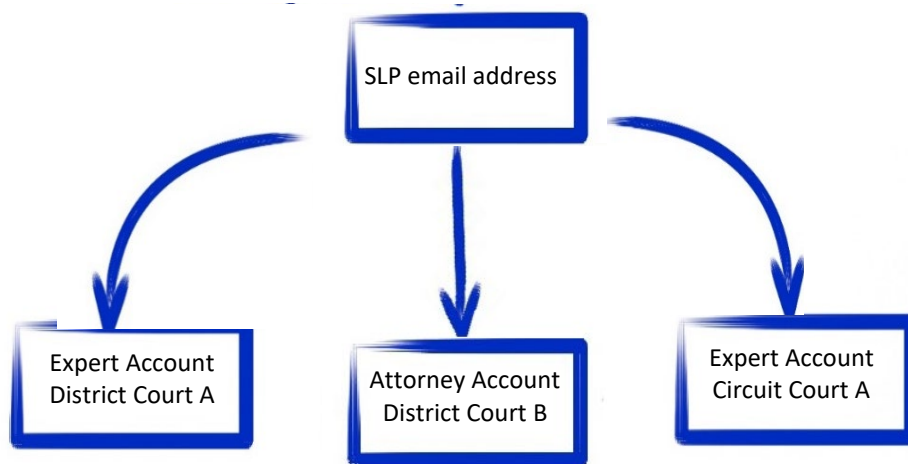 SLP email address
Expert Account
District Court A
Attorney Account
District Court B
Expert Account
Circuit Court A